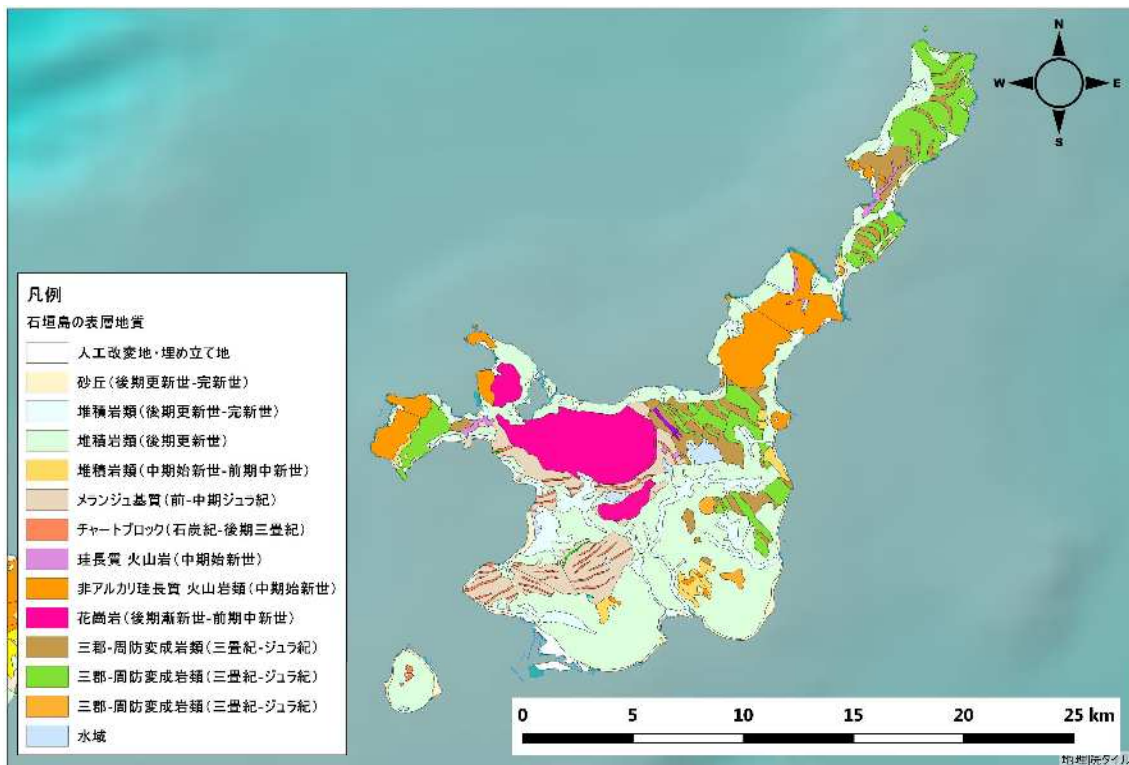 N
W
E
S
凡例
石垣島の表層地質
人工改変地・埋め立て地
砂丘(後期更新世-完新世)
堆積岩類(後期更新世-完新世)
堆積岩類(後期更新世)
堆積岩類(中期始新世-前期中新世)
メランジュ基質(前-中期ジュラ紀)
チャートブロック(石炭紀-後期三畳紀)
珪長質 火山岩(中期始新世)
非アルカリ珪長質 火山岩類(中期始新世)
花崗岩(後期漸新世-前期中新世)
三郡-周防変成岩類(三畳紀-ジュラ紀)
三郡-周防変成岩類(三畳紀-ジュラ紀)
三郡-周防変成岩類(三畳紀-ジュラ紀)
水域
0 5 10 15 20 25 km
地理院タイル